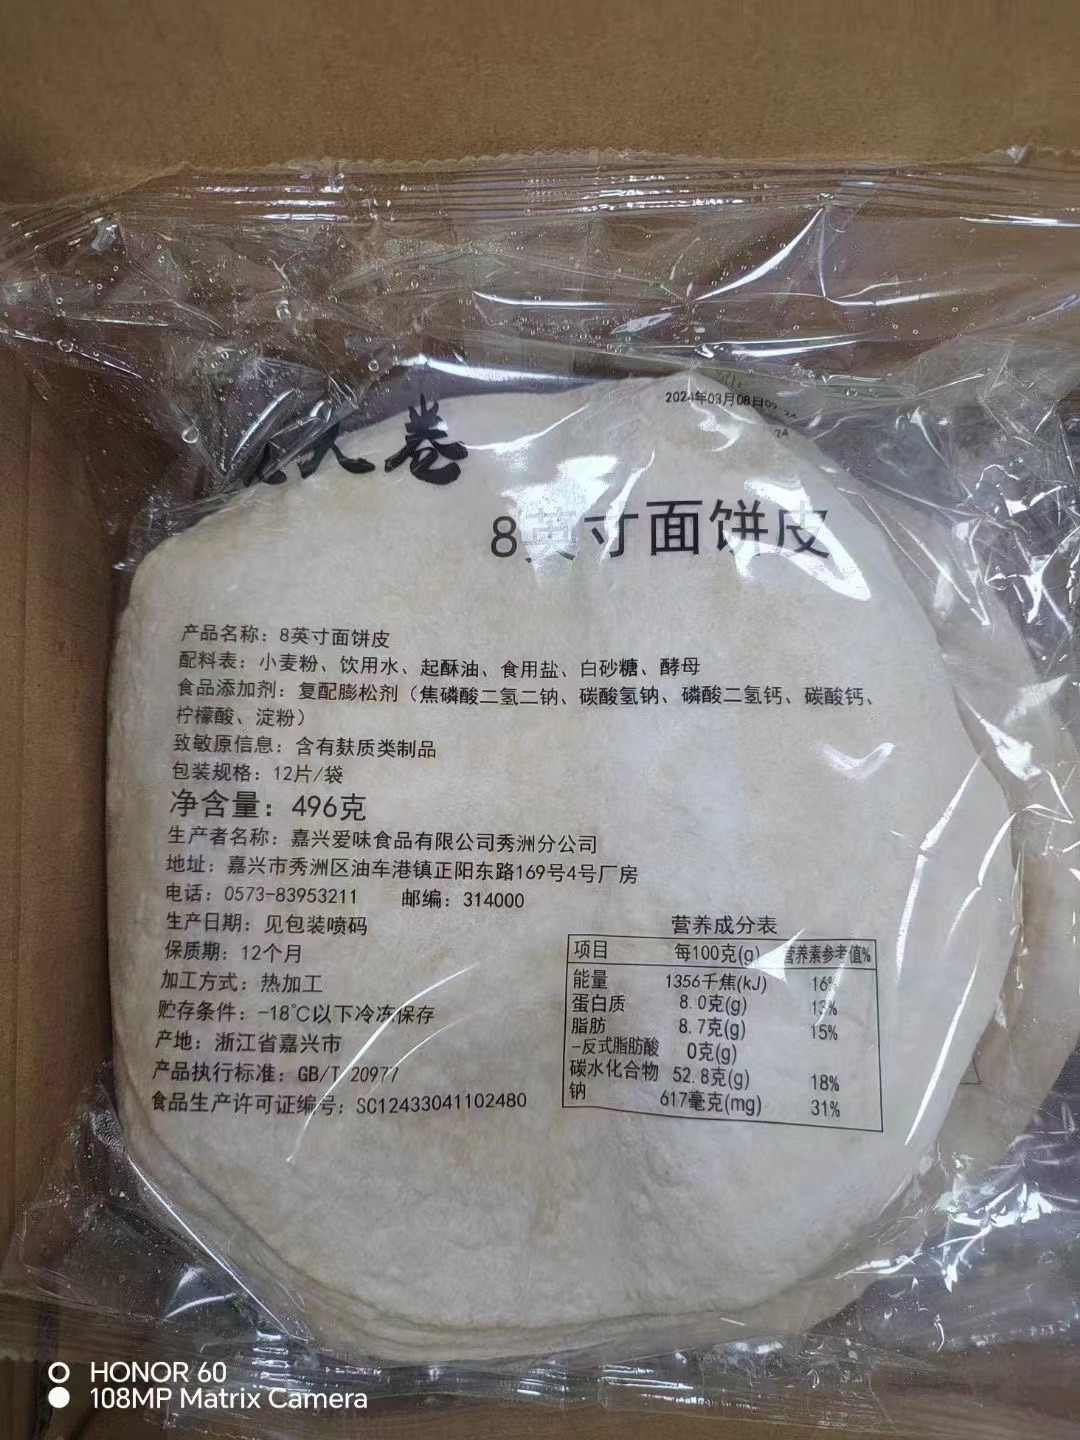 2024年03月08日
24
卷
8英寸面饼皮
产品名称：8英寸面饼皮
配料表：小麦粉、饮用水、起酥油、食用盐、白砂糖、酵母
食品添加剂：复配膨松剂（焦磷酸二氢二钠、碳酸氢钠、磷酸二氢钙、碳酸钙、
柠檬酸、淀粉）
致敏原信息：含有麸质类制品
包装规格：12片/袋
净含量：496克
生产者名称：嘉兴爱味食品有限公司秀洲分公司
地址：嘉兴市秀洲区油车港镇正阳东路169号4号厂房
电话：0573-83953211 邮编：314000
生产日期：见包装喷码
保质期：12个月
加工方式：热加工
贮存条件：-18℃以下冷冻保存
产地：浙江省嘉兴市
产品执行标准：GB/T 20977
食品生产许可证编号：SC12433041102480
营养成分表
项目 每100克(g) 营养素参考值%
能量 1356千焦(kJ) 16%
蛋白质 8.0克(g) 13%
脂肪 8.7克(g) 15%
-反式脂肪酸 0克(g)
碳水化合物 52.8克(g) 18%
钠 617毫克(mg) 31%
HONOR 60
108MP Matrix Camera